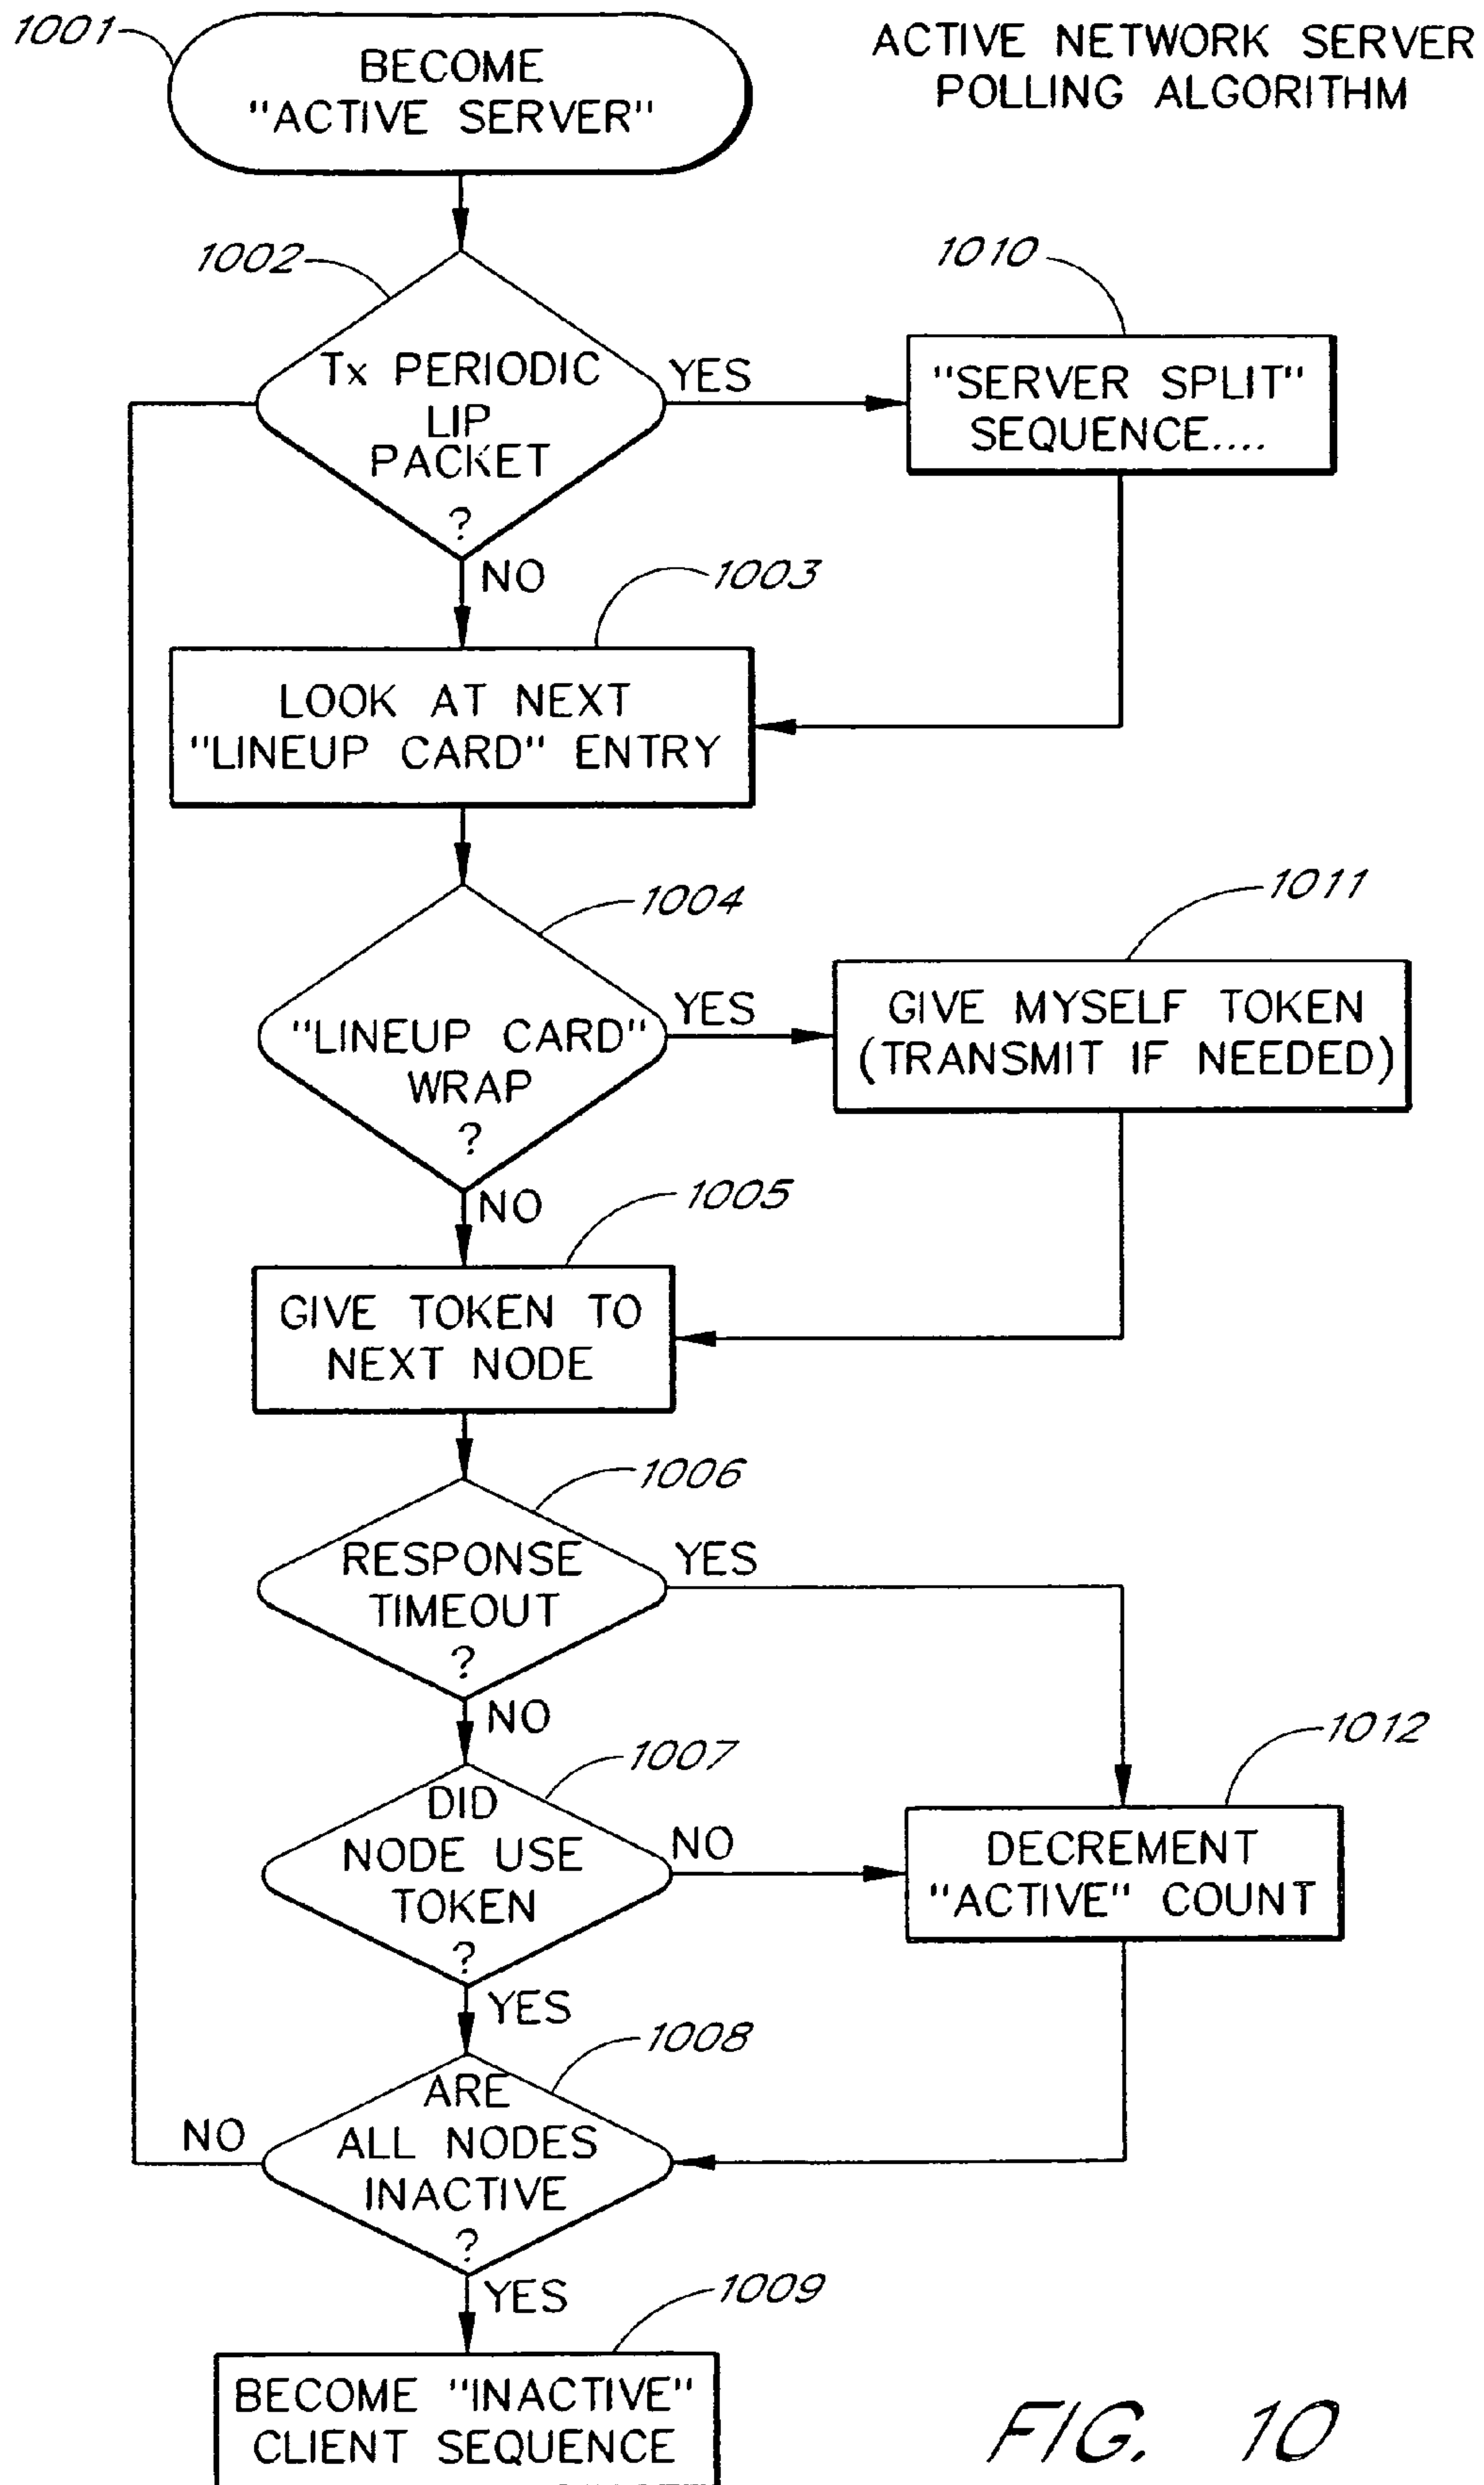 1001
BECOME
"ACTIVE SERVER"
ACTIVE NETWORK SERVER
POLLING ALGORITHM
1002
Tx PERIODIC
LIP
PACKET
?
YES
NO
1010
"SERVER SPLIT"
SEQUENCE....
1003
LOOK AT NEXT
"LINEUP CARD" ENTRY
1004
"LINEUP CARD"
WRAP
?
YES
NO
1011
GIVE MYSELF TOKEN
(TRANSMIT IF NEEDED)
1005
GIVE TOKEN TO
NEXT NODE
1006
RESPONSE
TIMEOUT
?
YES
NO
1007
DID
NODE USE
TOKEN
?
NO
YES
1012
DECREMENT
"ACTIVE" COUNT
1008
ARE
ALL NODES
INACTIVE
?
NO
YES
1009
BECOME "INACTIVE"
CLIENT SEQUENCE
FIG. 10